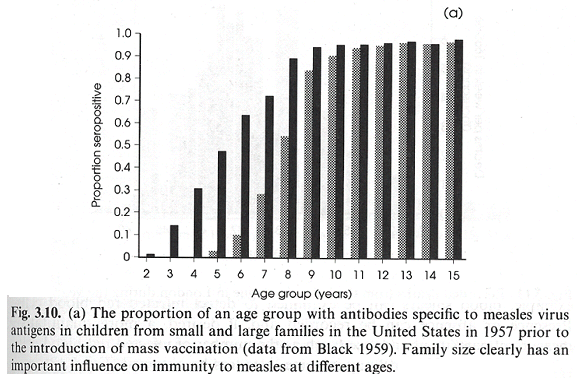 (a)
1.0
0.9
0.8
0.7
0.6
0.5
0.4
0.3
0.2
0.1
0
Proportion seropositive
2 3 4 5 6 7 8 9 10 11 12 13 14 15
Age group (years)
Fig. 3.10. (a) The proportion of an age group with antibodies specific to measles virus
antigens in children from small and large families in the United States in 1957 prior to
the introduction of mass vaccination (data from Black 1959). Family size clearly has an
important influence on immunity to measles at different ages.